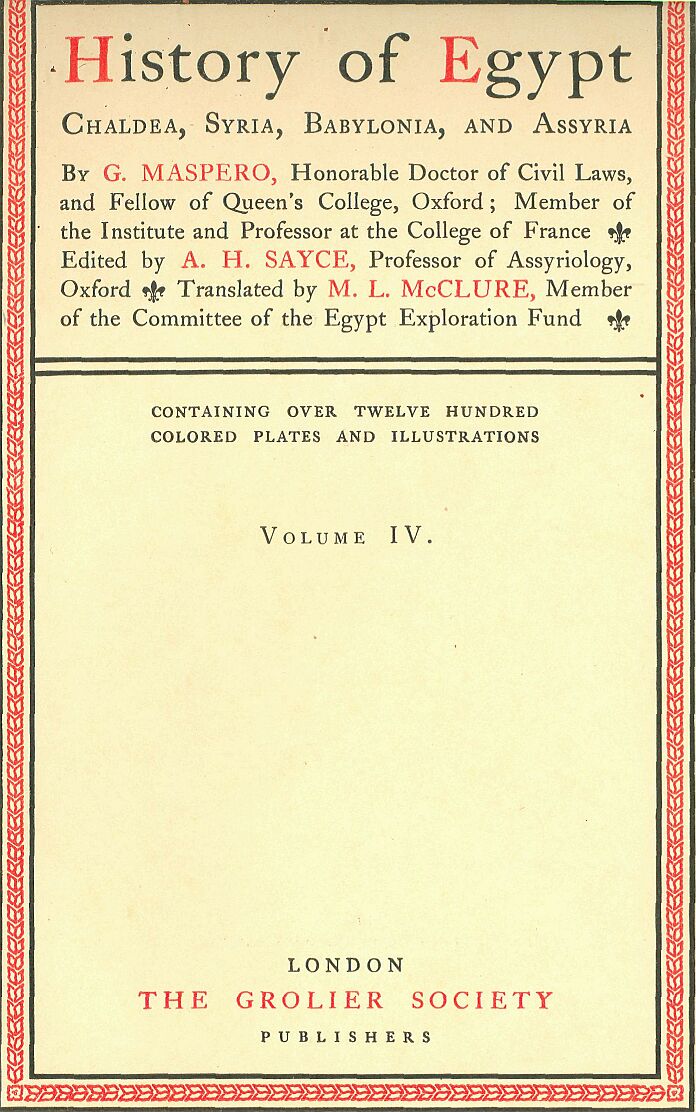 History of Egypt
Chaldea, Syria, Babylonia, and Assyria
By G. MASPERO, Honorable Doctor of Civil Laws,
and Fellow of Queen's College, Oxford; Member of
the Institute and Professor at the College of France
Edited by A. H. SAYCE, Professor of Assyriology,
Oxford Translated by M. L. McCLURE, Member
of the Committee of the Egypt Exploration Fund
CONTAINING OVER TWELVE HUNDRED
COLORED PLATES AND ILLUSTRATIONS
Volume IV.
LONDON
THE GROLIER SOCIETY
PUBLISHERS